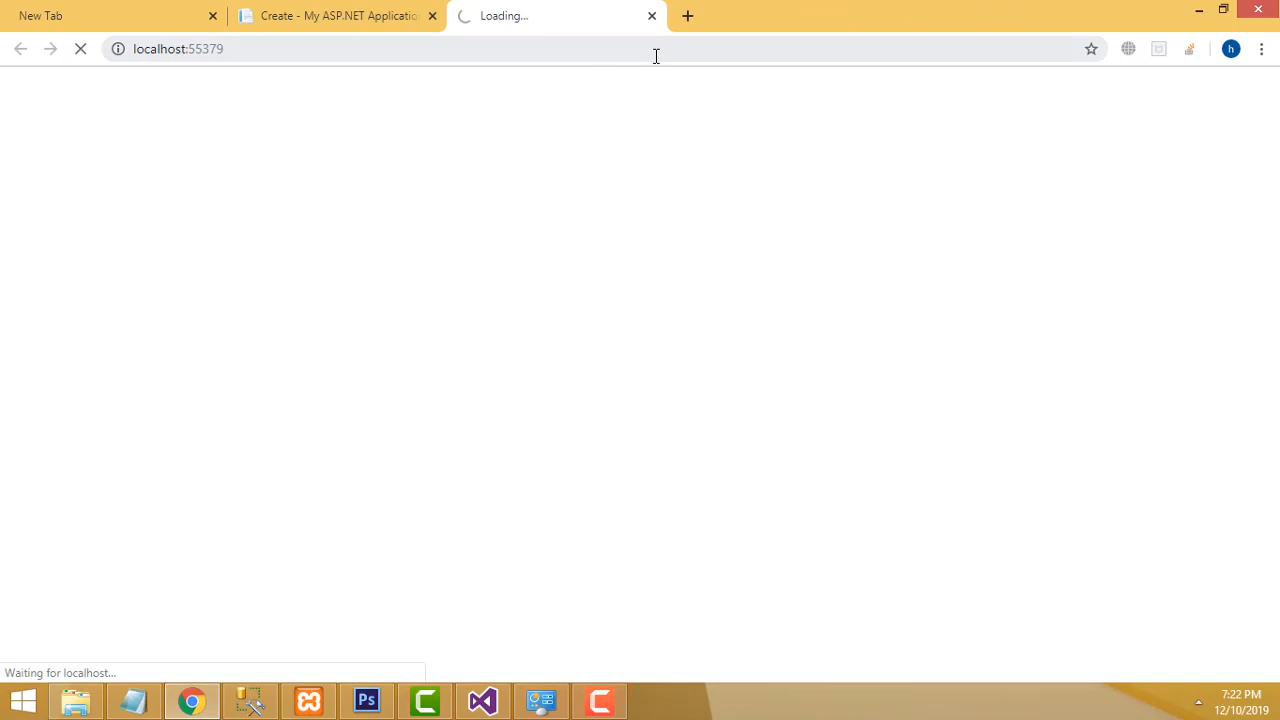 New Tab
Create - My ASP.NET Applicatio
Loading...
localhost:55379
h
Waiting for localhost...
Ps
C
C
7:22 PM
12/10/2019